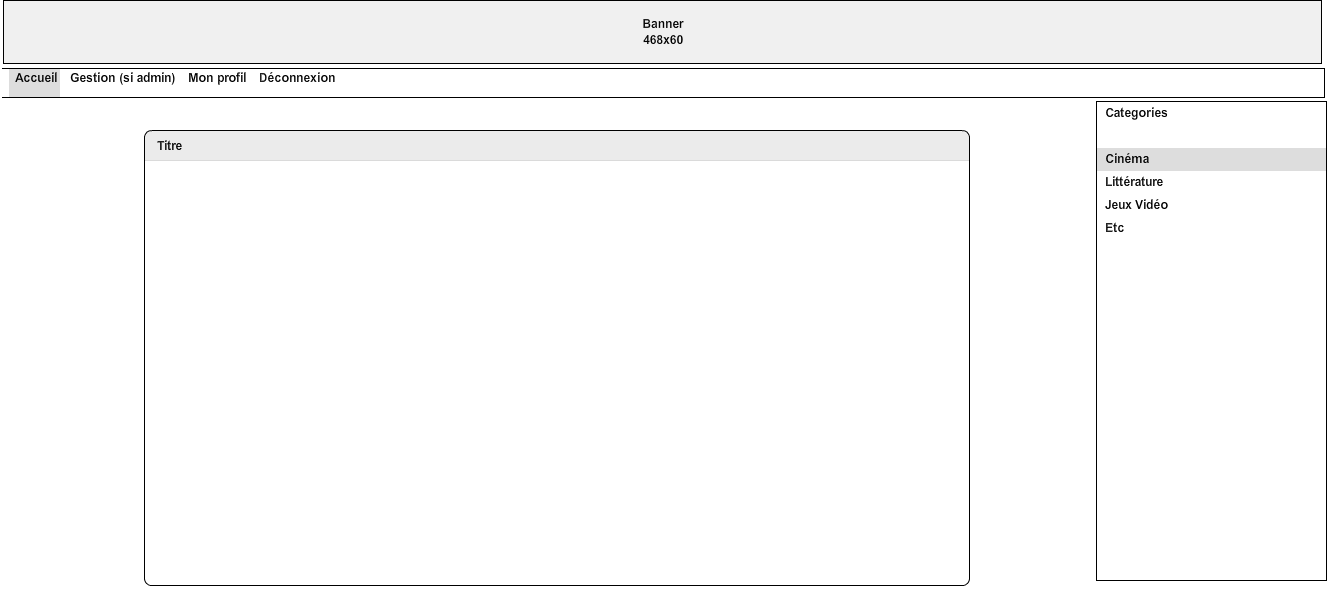 Banner
468x60
Accueil Gestion (si admin) Mon profil Déconnexion
Categories
Titre
Cinéma
Littérature
Jeux Vidéo
Etc